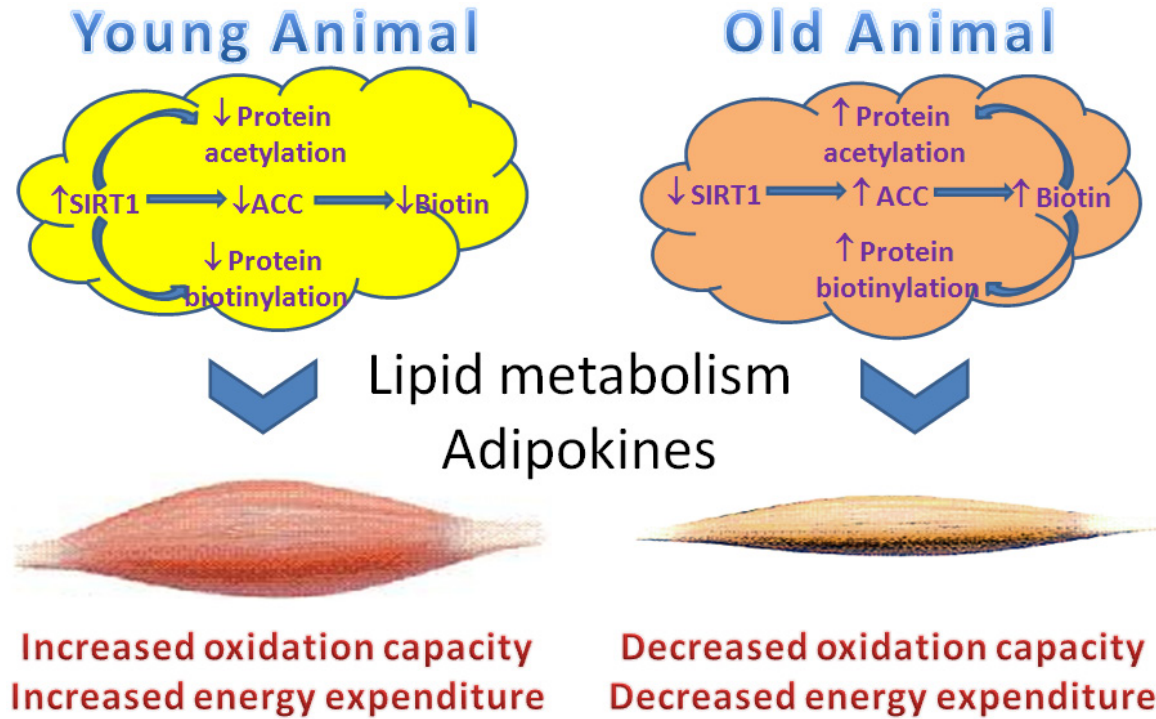 Young Animal
↓ Protein
acetylation
↑SIRT1 ↓ACC ↓Biotin
↓ Protein
biotinylation
Old Animal
↑ Protein
acetylation
↓ SIRT1 ↑ ACC ↑ Biotin
↑ Protein
biotinylation
Lipid metabolism
Adipokines
Increased oxidation capacity
Increased energy expenditure
Decreased oxidation capacity
Decreased energy expenditure